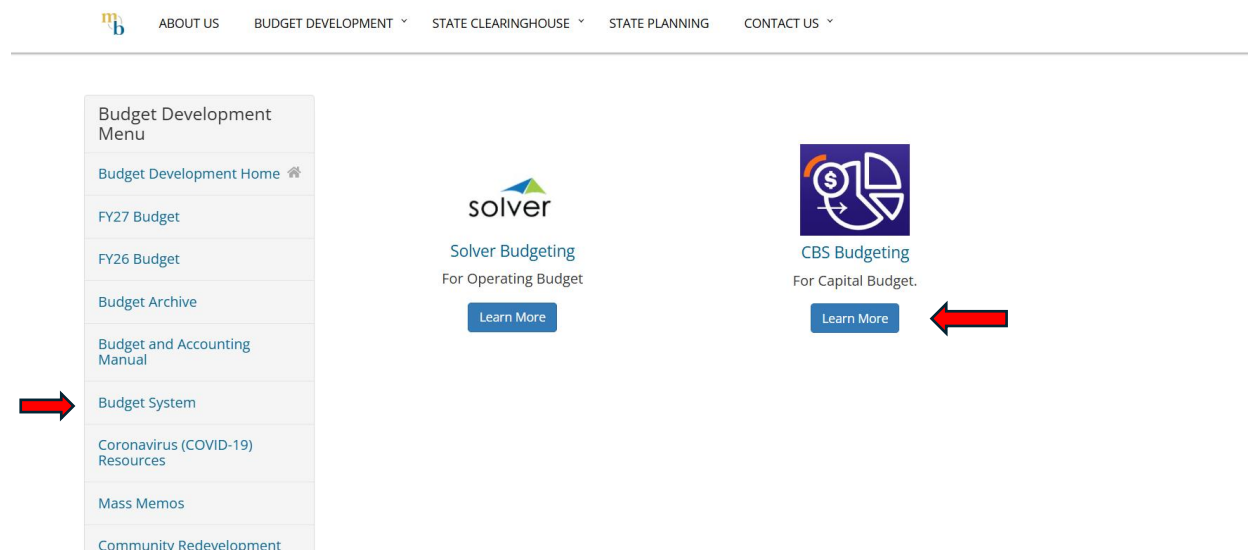 mb
ABOUT US BUDGET DEVELOPMENT STATE CLEARINGHOUSE STATE PLANNING CONTACT US
Budget Development
Menu
Budget Development Home
FY27 Budget
FY26 Budget
Budget Archive
Budget and Accounting
Manual
Budget System
Coronavirus (COVID-19)
Resources
Mass Memos
Community Redevelopment
solver
Solver Budgeting
For Operating Budget
Learn More
$
CBS Budgeting
For Capital Budget.
Learn More